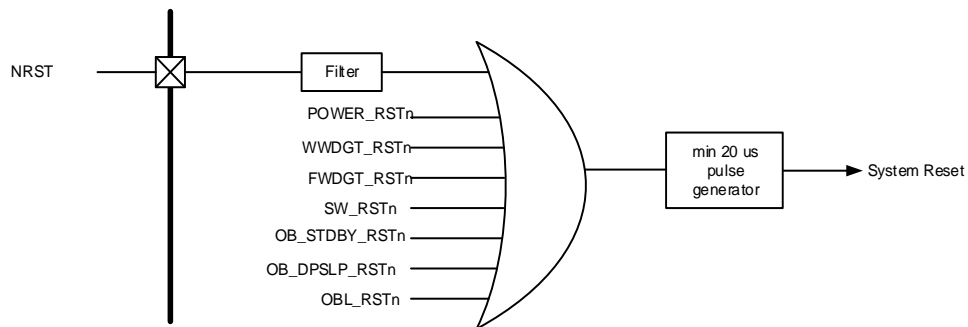 NRST
Filter
POWER_RSTn
WWDGT_RSTn
FWDGT_RSTn
SW_RSTn
OB_STDBY_RSTn
OB_DPSLP_RSTn
OBL_RSTn
min 20 us
pulse
generator
System Reset